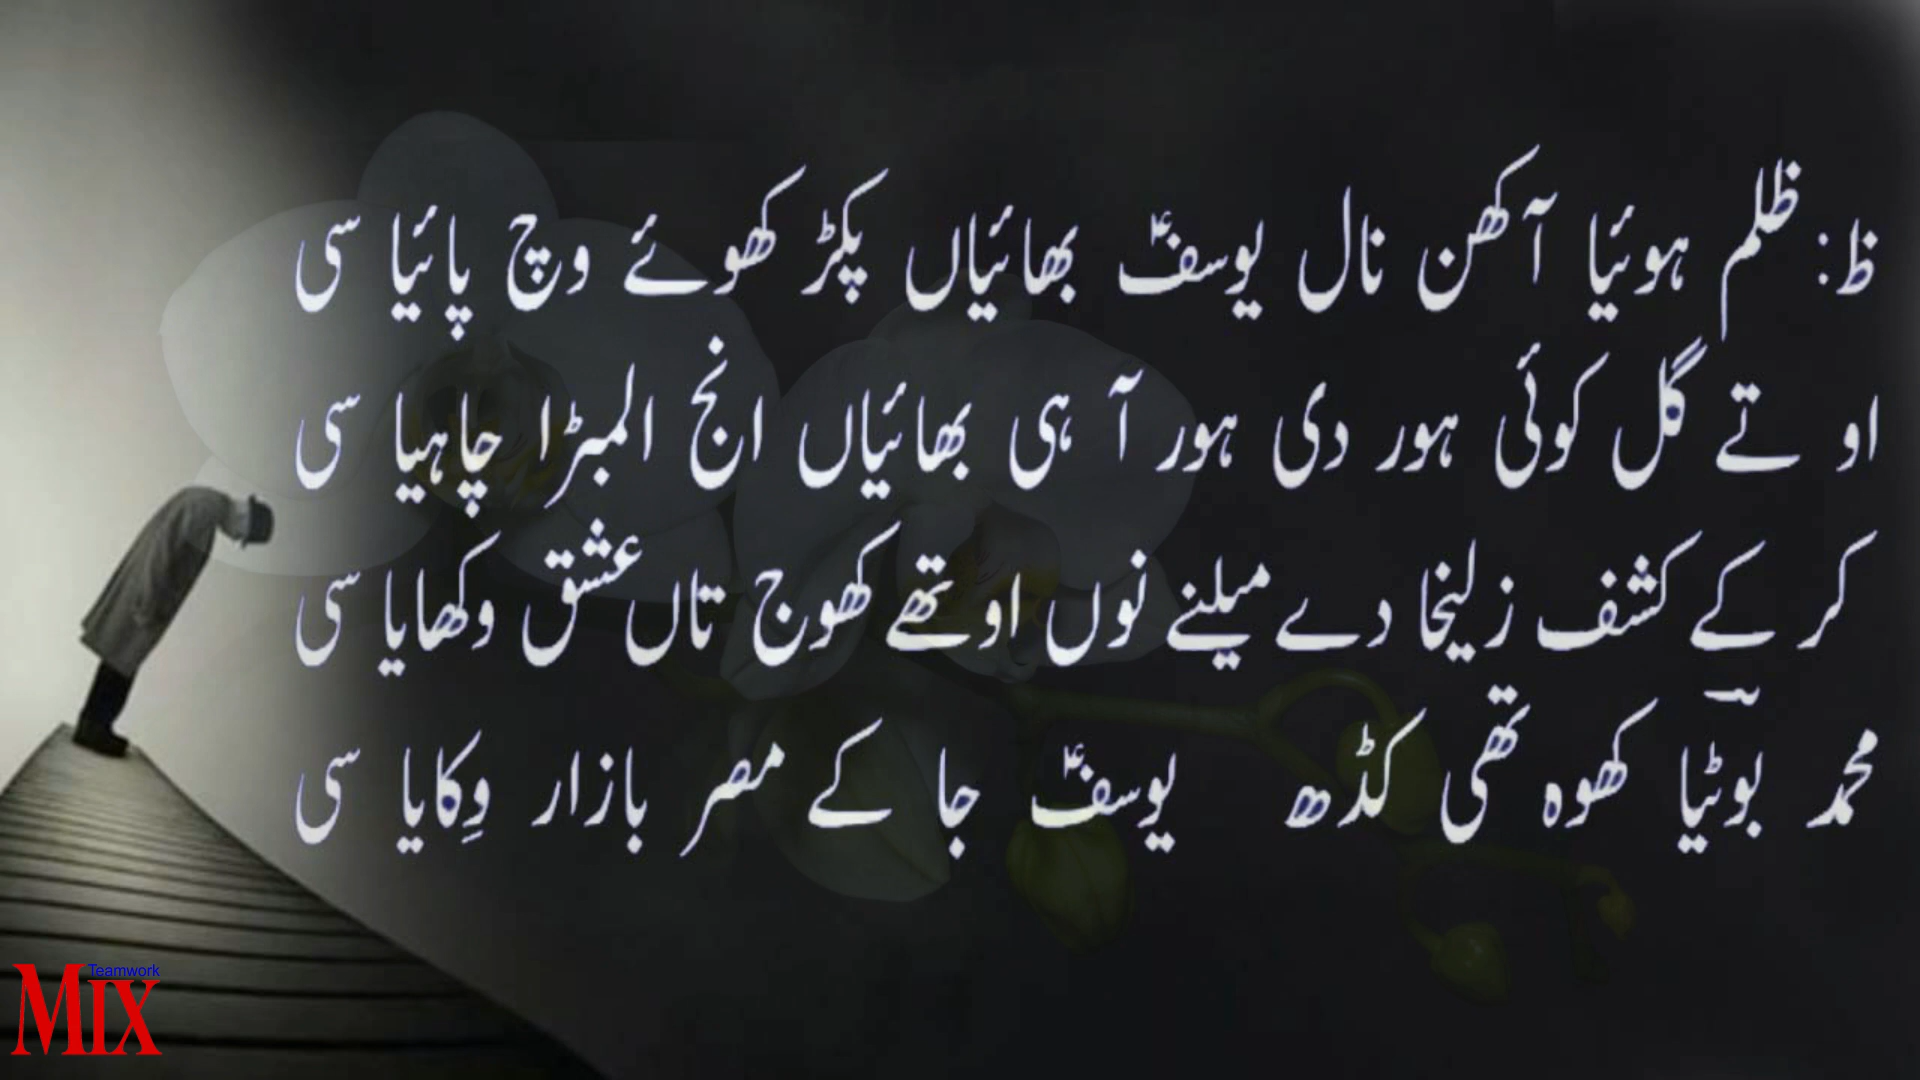 ظ: ظلم ہوئیا آکھن نال یوسفؑ بھائیاں پکڑ کھوئے وچ پائیا سی
او تے گل کوئی ہور دی ہور آ ہی بھائیاں انج المبڑا چاہیا سی
کر کے کشف زلیخا دے میلنے نوں اوتھے کھوج تاں عشق وکھایا سی
محمد بوٹیا کھوہ تھی کڈھ یوسفؑ جا کے مصر بازار وِکایا سی
Teamwork
MIX